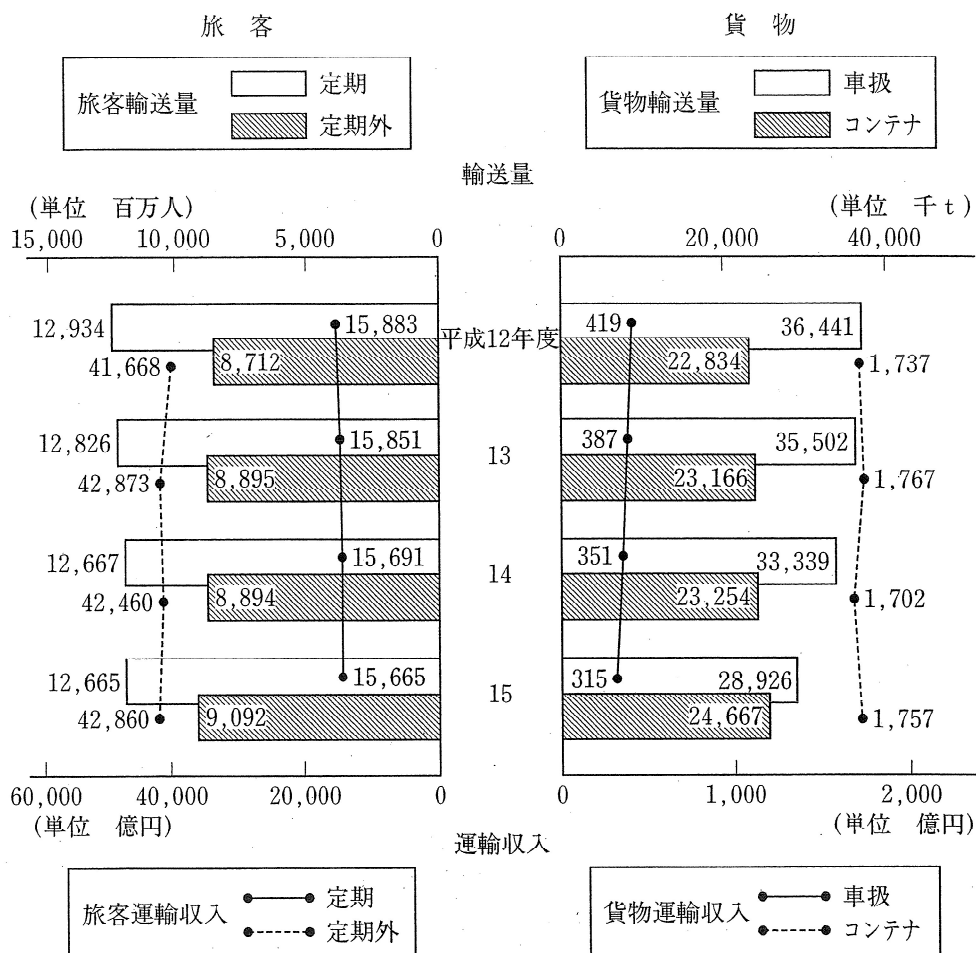 旅 客
貨 物
旅客輸送量
定期
定期外
貨物輸送量
車扱
コンテナ
輸送量
(単位 百万人)
(単位 千t)
15,000 10,000 5,000 0
0 20,000 40,000
平成12年度
12,934 15,883
41,668 8,712
419 36,441
22,834 1,737
13
12,826 15,851
42,873 8,895
387 35,502
23,166 1,767
14
12,667 15,691
42,460 8,894
351 33,339
23,254 1,702
15
12,665 15,665
42,860 9,092
315 28,926
24,667 1,757
60,000 40,000 20,000 0
0 1,000 2,000
(単位 億円)
(単位 億円)
運輸収入
旅客運輸収入
定期
定期外
貨物運輸収入
車扱
コンテナ